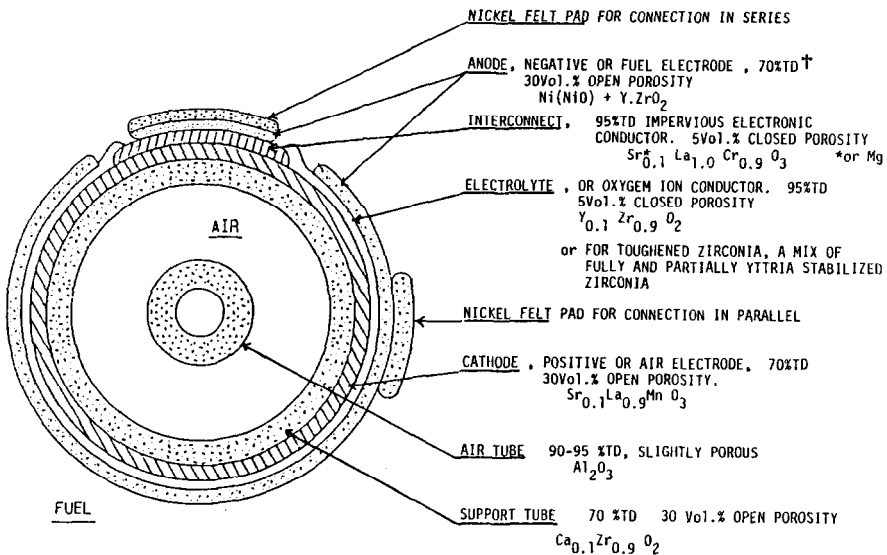 NICKEL FELT PAD FOR CONNECTION IN SERIES
ANODE, NEGATIVE OR FUEL ELECTRODE , 70%TD†
30Vol.% OPEN POROSITY
Ni(NiO) + Y.ZrO2
INTERCONNECT, 95%TD IMPERVIOUS ELECTRONIC
CONDUCTOR. 5Vol.% CLOSED POROSITY
Sr*0.1 La1.0 Cr0.9 O3 *or Mg
ELECTROLYTE , OR OXYGEM ION CONDUCTOR. 95%TD
5Vol.% CLOSED POROSITY
Y0.1 Zr0.9 O2
or FOR TOUGHENED ZIRCONIA, A MIX OF
FULLY AND PARTIALLY YTTRIA STABILIZED
ZIRCONIA
NICKEL FELT PAD FOR CONNECTION IN PARALLEL
CATHODE , POSITIVE OR AIR ELECTRODE, 70%TD
30Vol.% OPEN POROSITY.
Sr0.1La0.9Mn O3
AIR TUBE 90-95 %TD, SLIGHTLY POROUS
Al2O3
SUPPORT TUBE 70 %TD 30 Vol.% OPEN POROSITY
Ca0.1Zr0.9 O2
AIR
FUEL